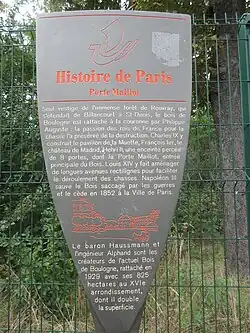 Histoire de Paris
Porte Maillot
Seul vestige de l'immense forêt de Rouvray, qui
s'étendait de Billancourt à St-Denis, le bois de
Boulogne est rattaché à la couronne par Philippe
Auguste : la passion des rois de France pour la
chasse l'a préservé de la destruction. Charles IX y
construit le pavillon de la Muette, François Ier, le
château de Madrid, Henri II, une enceinte percée
de 8 portes, dont la Porte Maillot, entrée
principale du Bois. Louis XIV y fait aménager
de longues avenues rectilignes pour faciliter
le déroulement des chasses. Napoléon III
sauve le Bois saccagé par les guerres
et le cède en 1852 à la Ville de Paris.
Le baron Haussmann et
l'ingénieur Alphand sont les
créateurs de l'actuel Bois
de Boulogne, rattaché en
1929 avec ses 825
hectares au XVIe
arrondissement,
dont il double
la superficie.